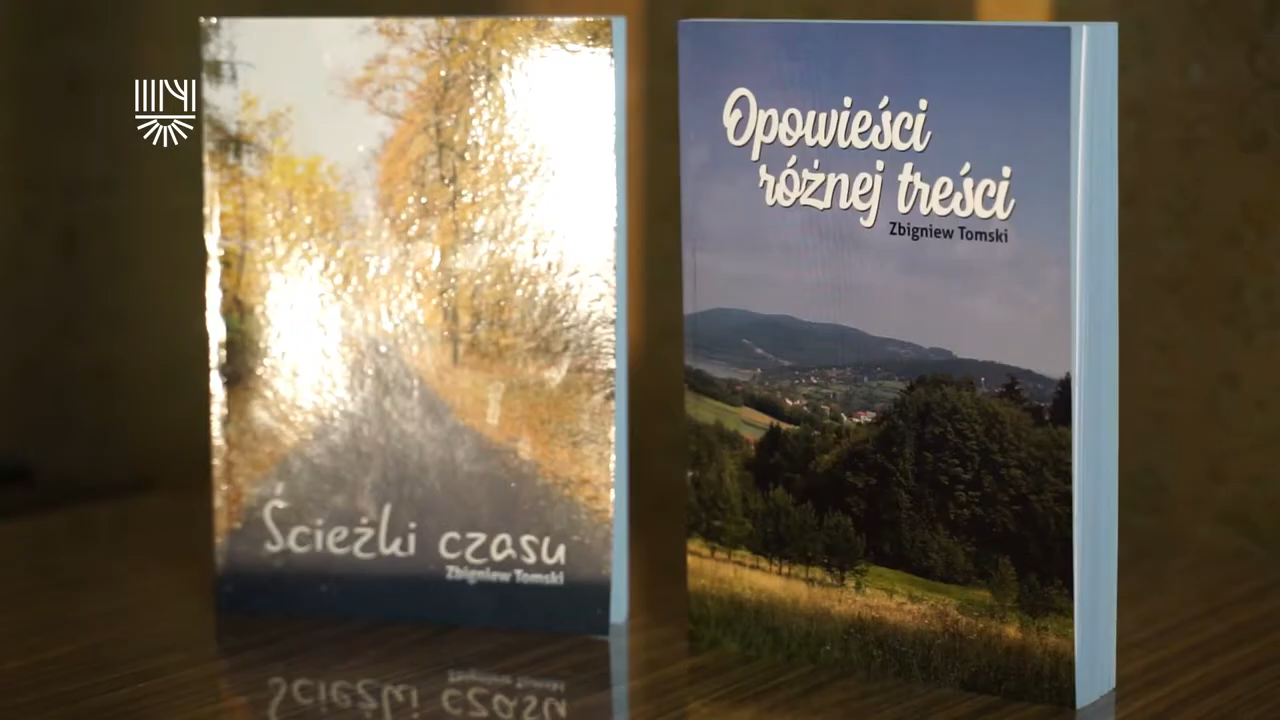 Ścieżki czasu
Zbigniew Tomski
Opowieści
różnej treści
Zbigniew Tomski